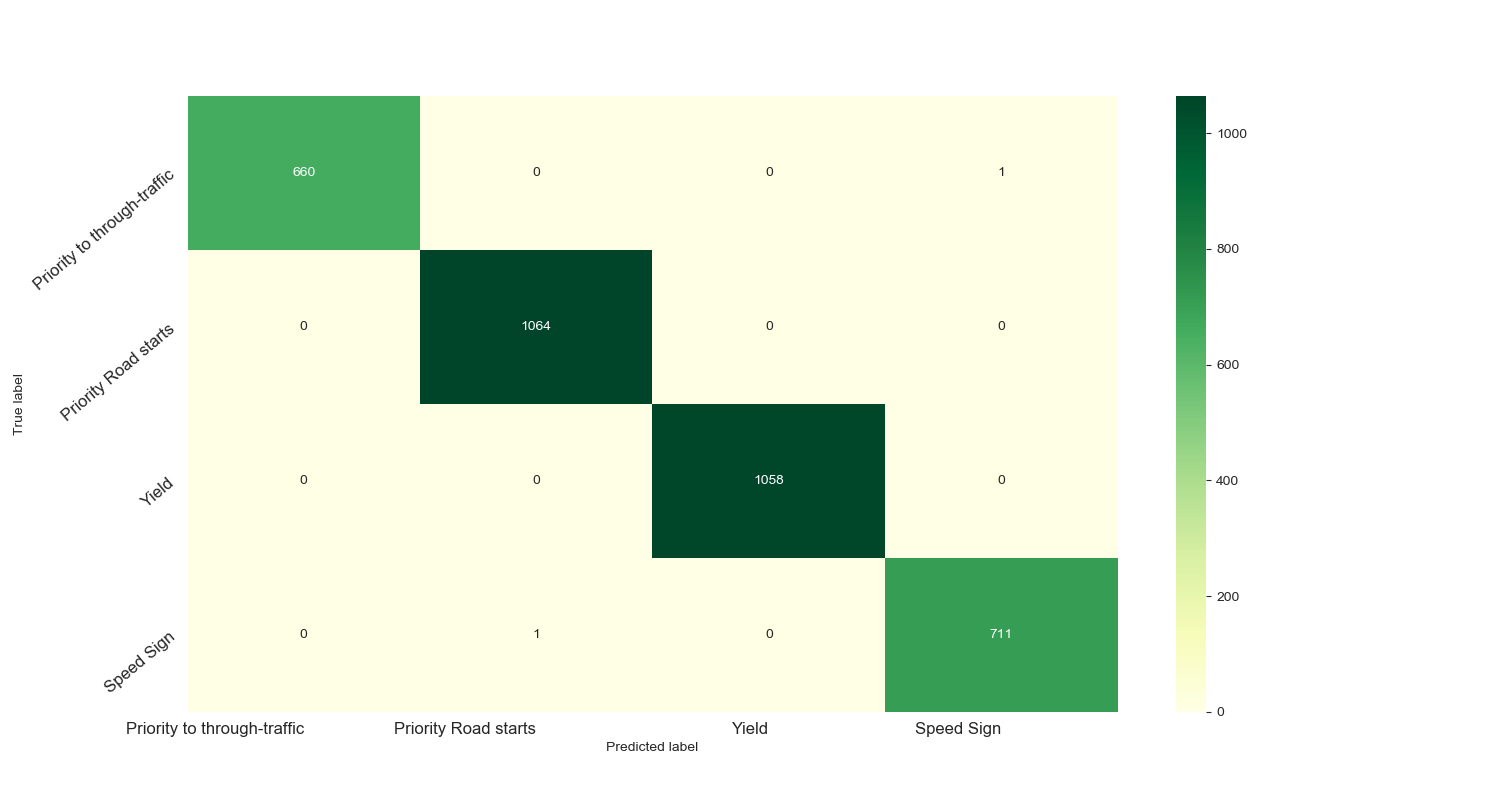 660 0 0 1
Priority to through-traffic
0 1064 0 0
Priority Road starts
0 0 1058 0
Yield
0 1 0 711
Speed Sign
True label
Priority to through-traffic Priority Road starts Yield Speed Sign
Predicted label
1000
800
600
400
200
0